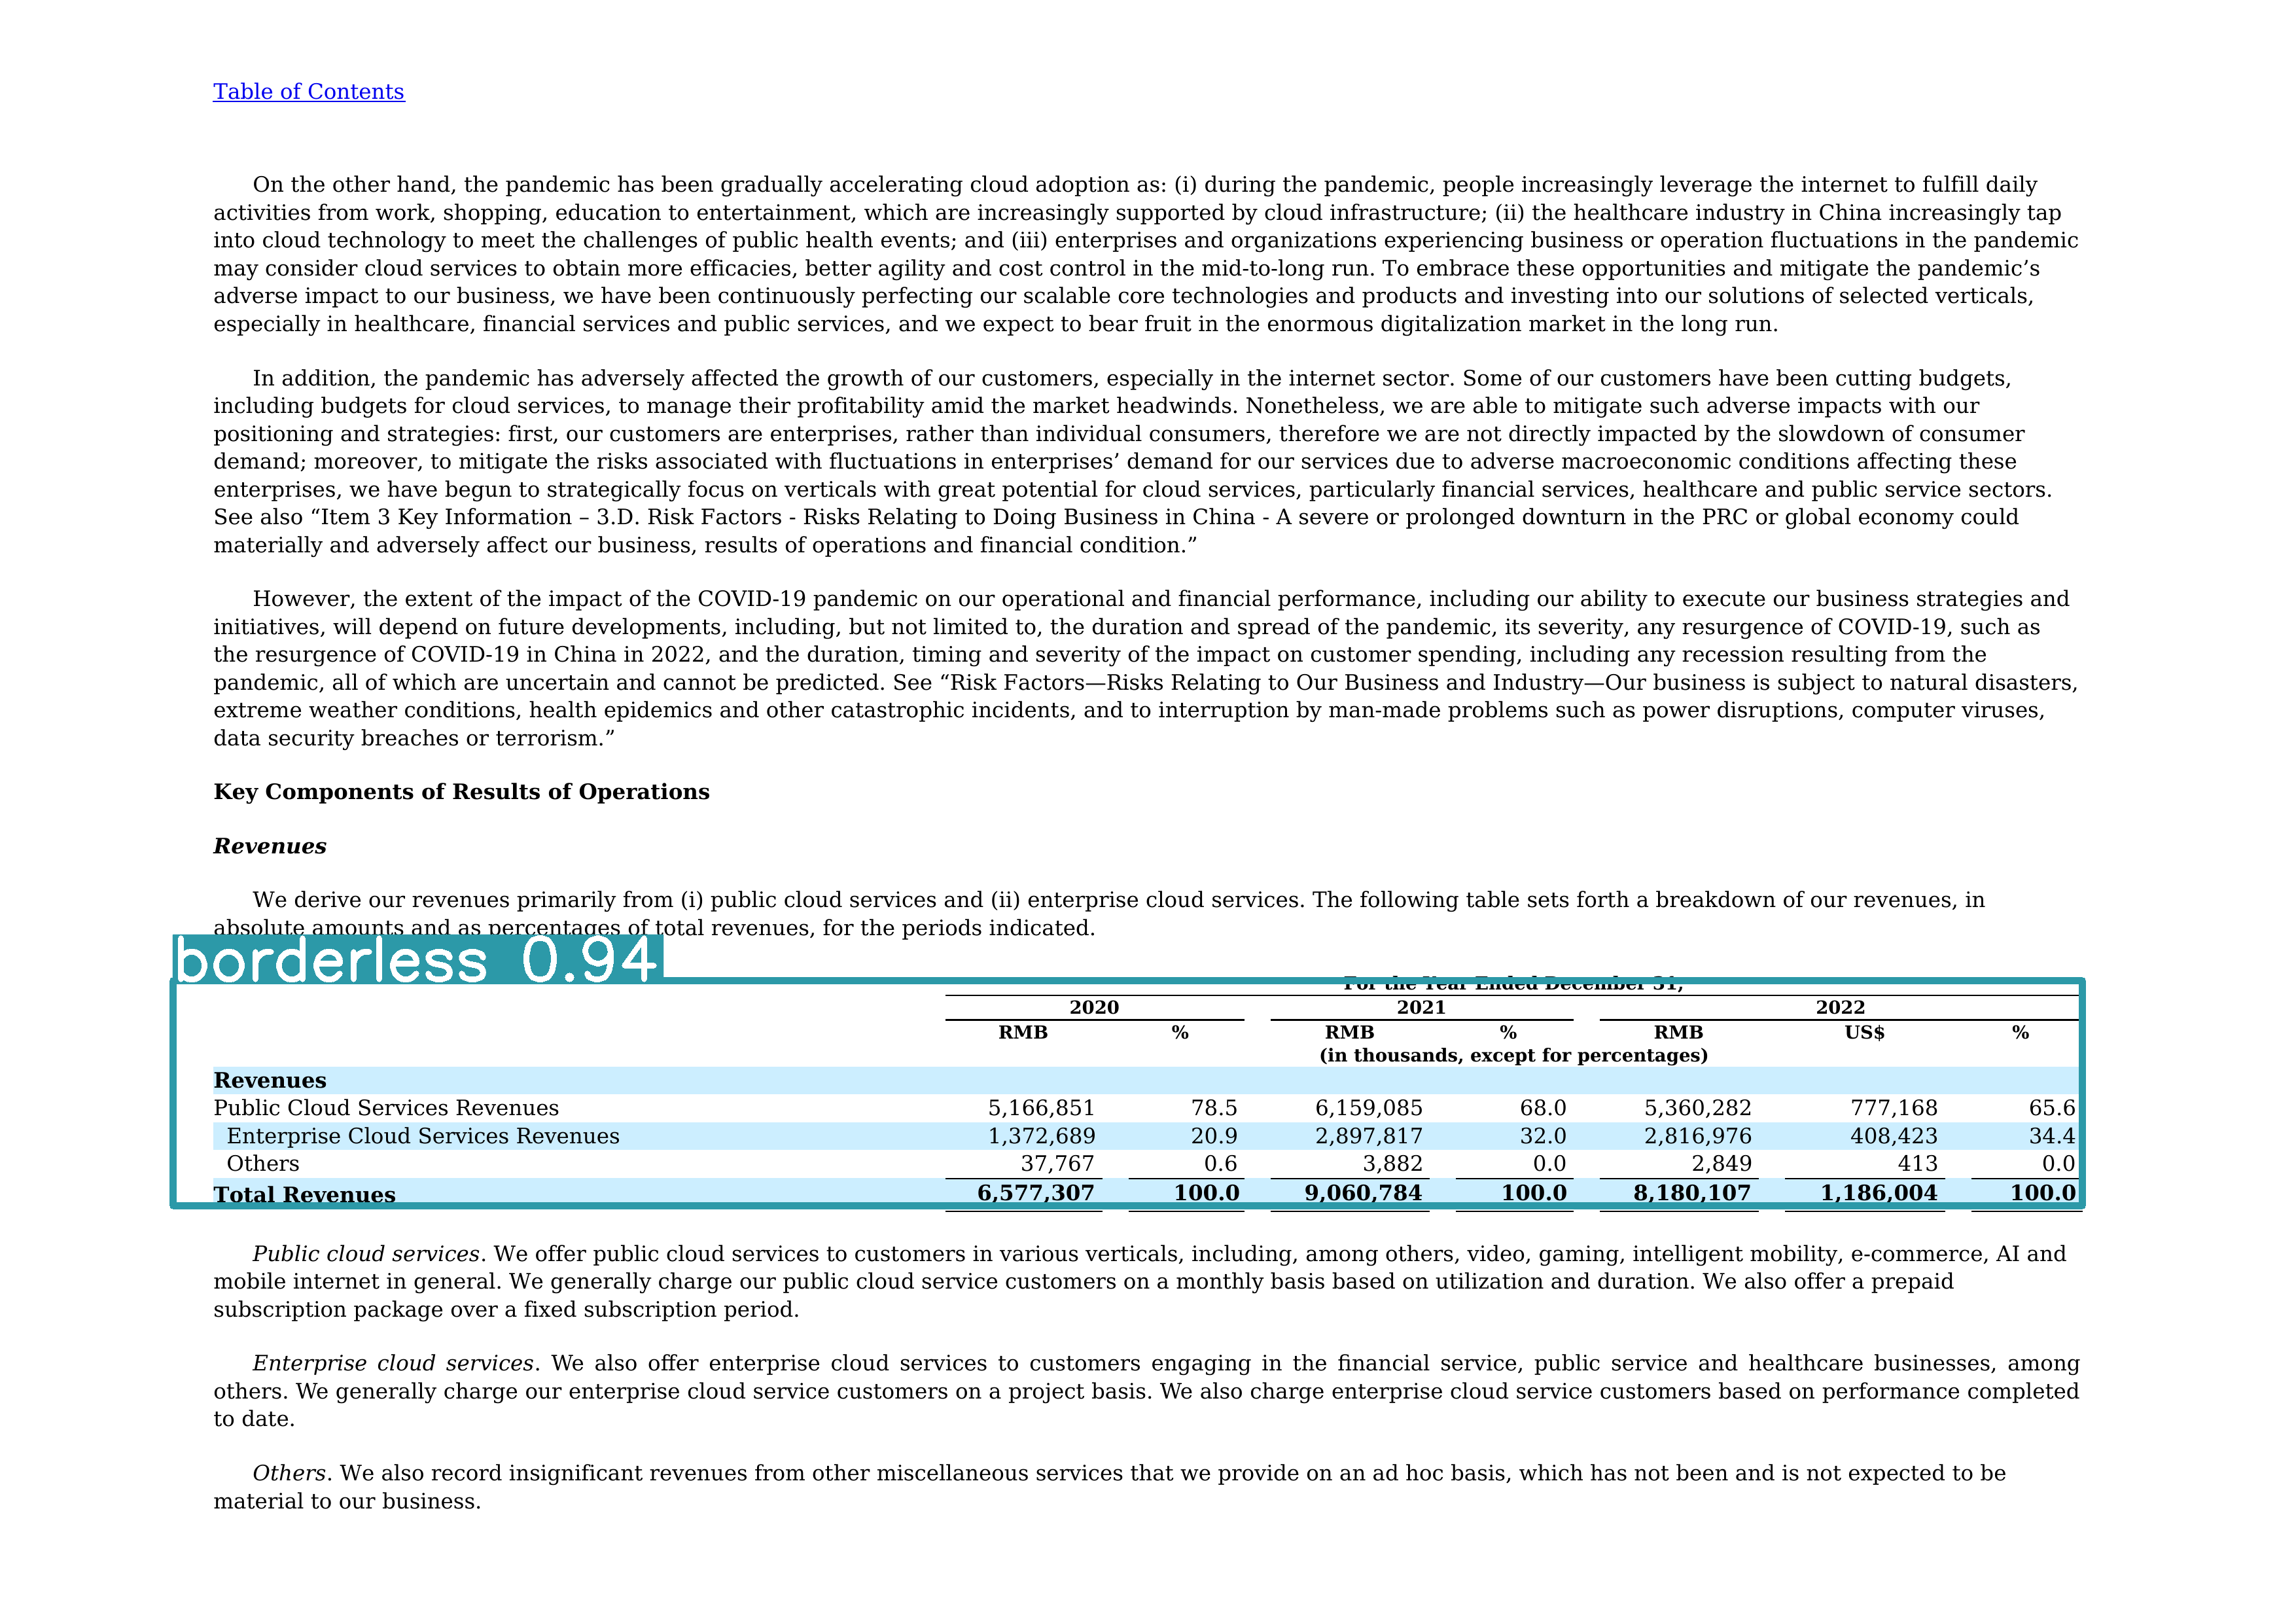 Table of Contents
On the other hand, the pandemic has been gradually accelerating cloud adoption as: (i) during the pandemic, people increasingly leverage the internet to fulfill daily
activities from work, shopping, education to entertainment, which are increasingly supported by cloud infrastructure; (ii) the healthcare industry in China increasingly tap
into cloud technology to meet the challenges of public health events; and (iii) enterprises and organizations experiencing business or operation fluctuations in the pandemic
may consider cloud services to obtain more efficacies, better agility and cost control in the mid-to-long run. To embrace these opportunities and mitigate the pandemic’s
adverse impact to our business, we have been continuously perfecting our scalable core technologies and products and investing into our solutions of selected verticals,
especially in healthcare, financial services and public services, and we expect to bear fruit in the enormous digitalization market in the long run.
In addition, the pandemic has adversely affected the growth of our customers, especially in the internet sector. Some of our customers have been cutting budgets,
including budgets for cloud services, to manage their profitability amid the market headwinds. Nonetheless, we are able to mitigate such adverse impacts with our
positioning and strategies: first, our customers are enterprises, rather than individual consumers, therefore we are not directly impacted by the slowdown of consumer
demand; moreover, to mitigate the risks associated with fluctuations in enterprises’ demand for our services due to adverse macroeconomic conditions affecting these
enterprises, we have begun to strategically focus on verticals with great potential for cloud services, particularly financial services, healthcare and public service sectors.
See also “Item 3 Key Information – 3.D. Risk Factors - Risks Relating to Doing Business in China - A severe or prolonged downturn in the PRC or global economy could
materially and adversely affect our business, results of operations and financial condition.”
However, the extent of the impact of the COVID-19 pandemic on our operational and financial performance, including our ability to execute our business strategies and
initiatives, will depend on future developments, including, but not limited to, the duration and spread of the pandemic, its severity, any resurgence of COVID-19, such as
the resurgence of COVID-19 in China in 2022, and the duration, timing and severity of the impact on customer spending, including any recession resulting from the
pandemic, all of which are uncertain and cannot be predicted. See “Risk Factors—Risks Relating to Our Business and Industry—Our business is subject to natural disasters,
extreme weather conditions, health epidemics and other catastrophic incidents, and to interruption by man-made problems such as power disruptions, computer viruses,
data security breaches or terrorism.”
Key Components of Results of Operations
Revenues
We derive our revenues primarily from (i) public cloud services and (ii) enterprise cloud services. The following table sets forth a breakdown of our revenues, in
absolute amounts and as percentages of total revenues, for the periods indicated.
borderless 0.94
For the Year Ended December 31,
2020 2021 2022
RMB % RMB % RMB US$ %
(in thousands, except for percentages)
Revenues
Public Cloud Services Revenues 5,166,851 78.5 6,159,085 68.0 5,360,282 777,168 65.6
Enterprise Cloud Services Revenues 1,372,689 20.9 2,897,817 32.0 2,816,976 408,423 34.4
Others 37,767 0.6 3,882 0.0 2,849 413 0.0
Total Revenues 6,577,307 100.0 9,060,784 100.0 8,180,107 1,186,004 100.0
Public cloud services. We offer public cloud services to customers in various verticals, including, among others, video, gaming, intelligent mobility, e-commerce, AI and
mobile internet in general. We generally charge our public cloud service customers on a monthly basis based on utilization and duration. We also offer a prepaid
subscription package over a fixed subscription period.
Enterprise cloud services. We also offer enterprise cloud services to customers engaging in the financial service, public service and healthcare businesses, among
others. We generally charge our enterprise cloud service customers on a project basis. We also charge enterprise cloud service customers based on performance completed
to date.
Others. We also record insignificant revenues from other miscellaneous services that we provide on an ad hoc basis, which has not been and is not expected to be
material to our business.